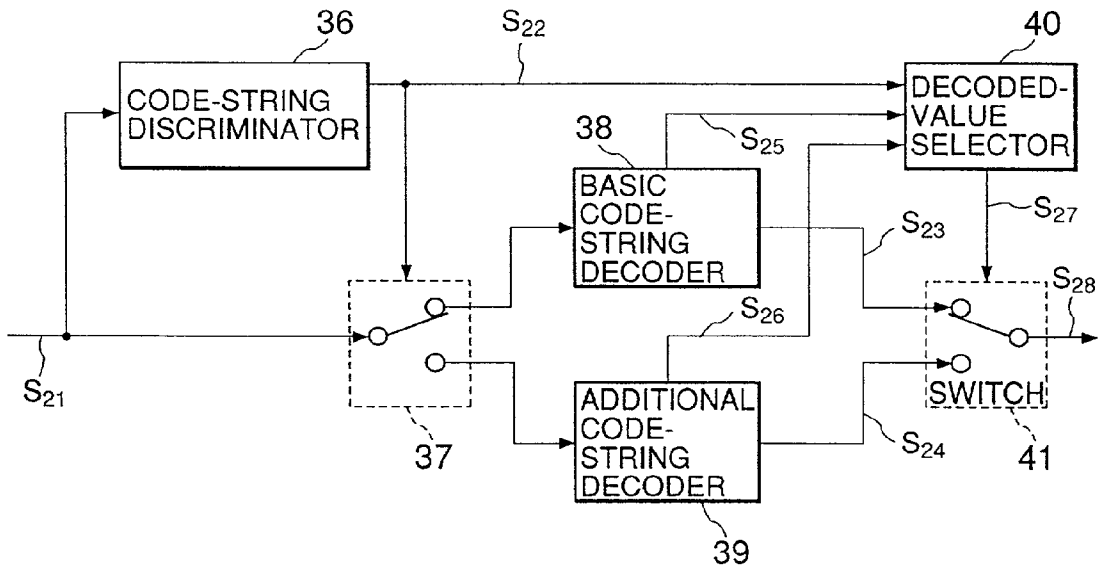 36
S22
40
CODE-STRING
DISCRIMINATOR
DECODED-
VALUE
SELECTOR
38
S25
BASIC
CODE-
STRING
DECODER
S27
S23
S28
S26
S21
37
ADDITIONAL
CODE-
STRING
DECODER
S24
SWITCH
41
39